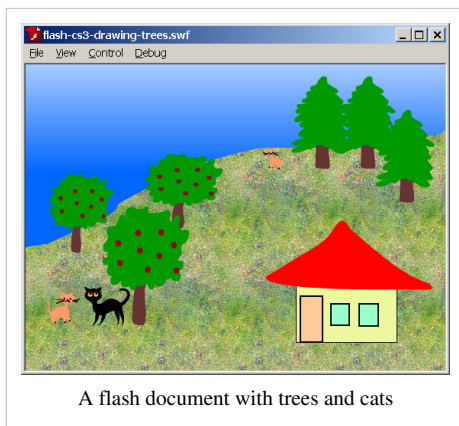 flash-cs3-drawing-trees.swf
File View Control Debug
A flash document with trees and cats